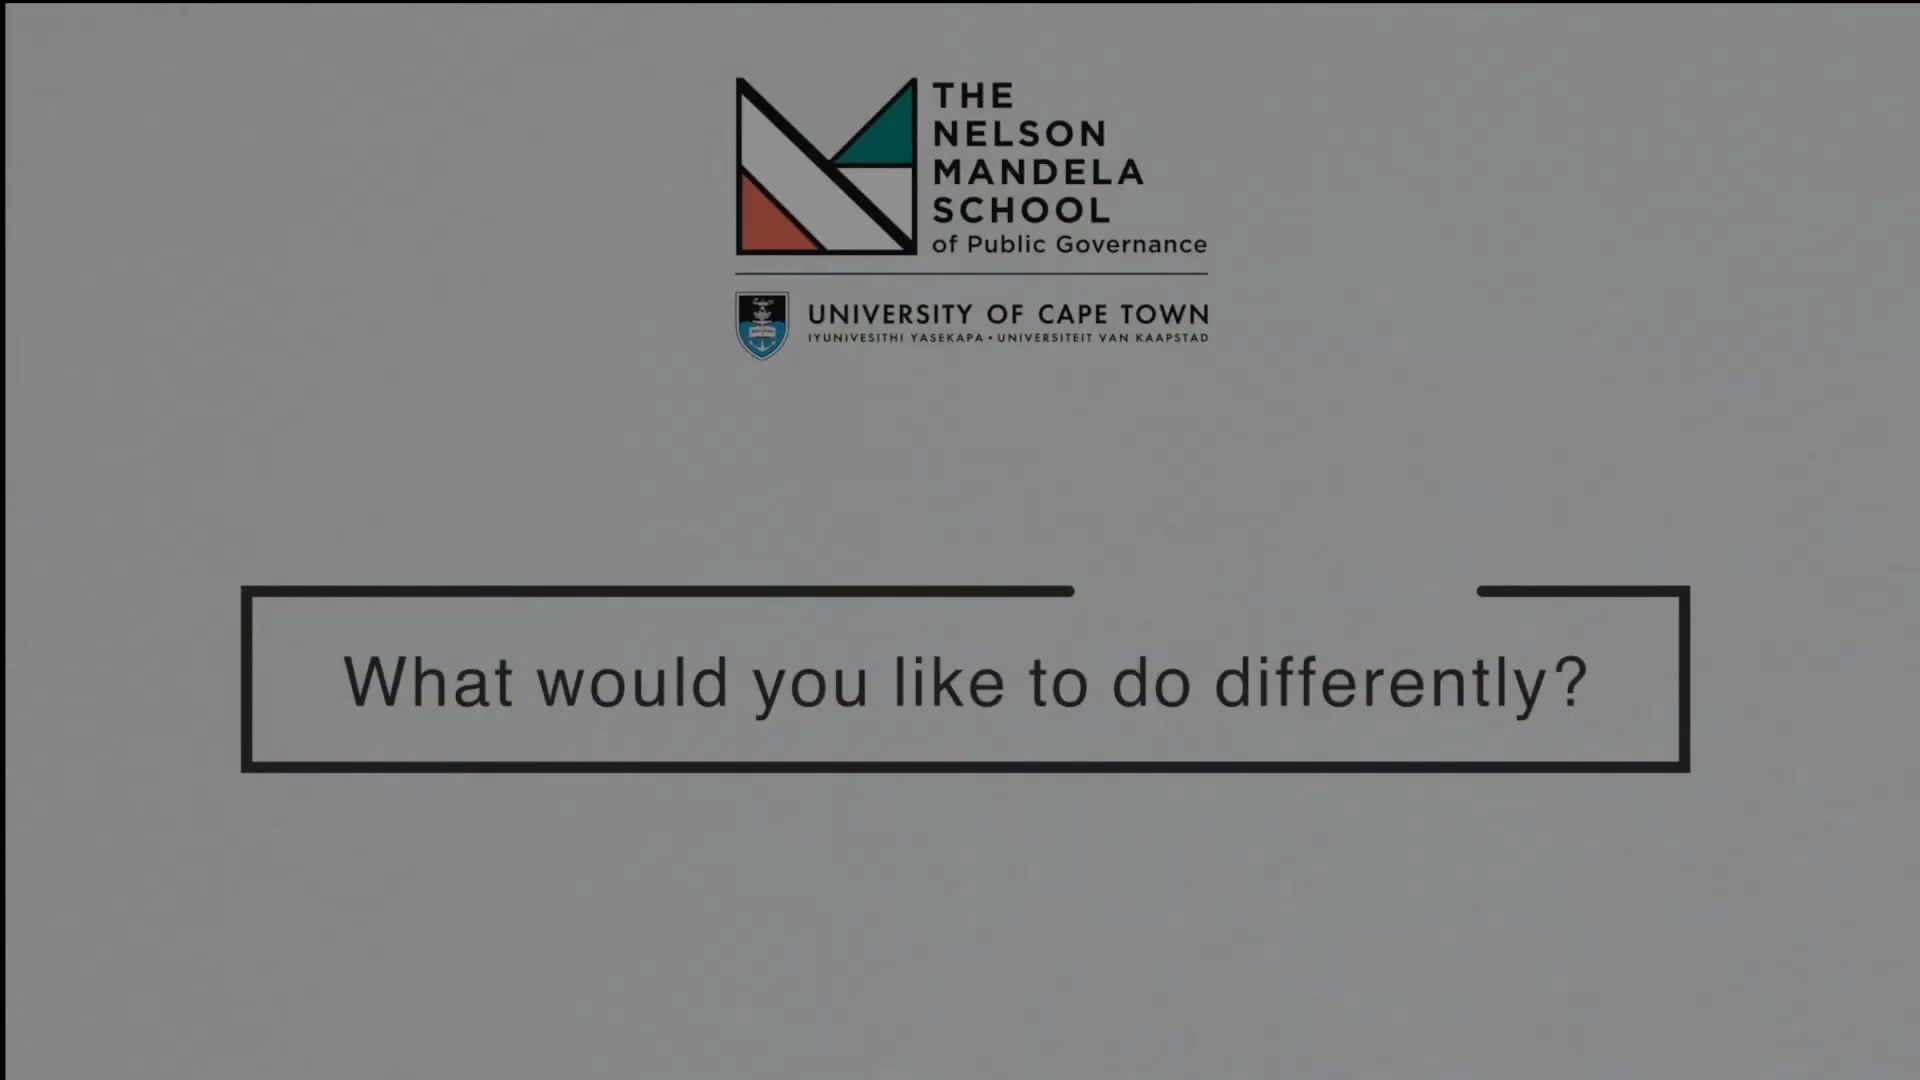 THE
NELSON
MANDELA
SCHOOL
of Public Governance
UNIVERSITY OF CAPE TOWN
IYUNIVESITHI YASEKAPA • UNIVERSITEIT VAN KAAPSTAD
What would you like to do differently?